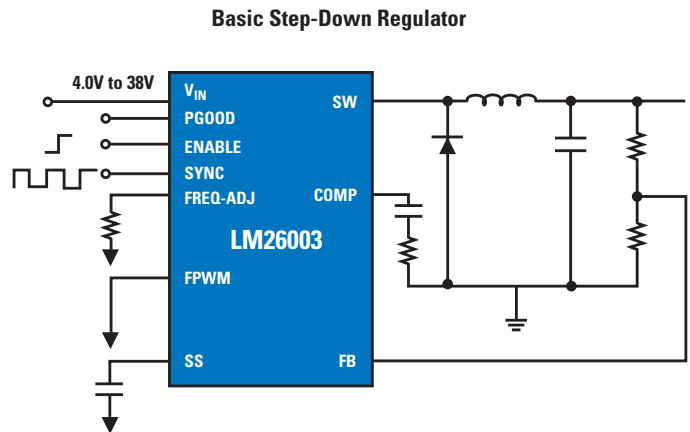 Basic Step-Down Regulator
4.0V to 38V
VIN
PGOOD
ENABLE
SYNC
FREQ-ADJ
FPWM
SS
SW
COMP
LM26003
FB